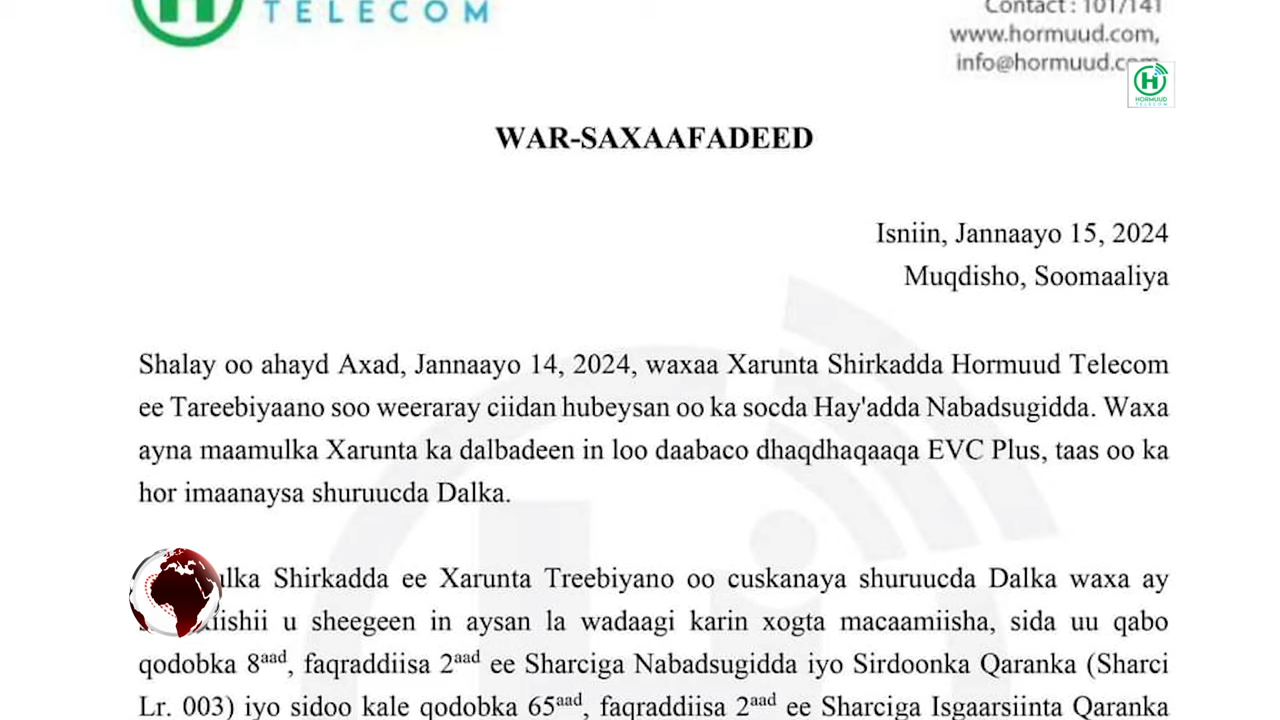 TELECOM
Contact : 101/141
www.hormuud.com,
info@hormuud.com
HORMUUD
TELECOM
WAR-SAXAAFADEED
Isniin, Jannaayo 15, 2024
Muqdisho, Soomaaliya
Shalay oo ahayd Axad, Jannaayo 14, 2024, waxaa Xarunta Shirkadda Hormuud Telecom
ee Tareebiyaano soo weeraray ciidan hubeysan oo ka socda Hay'adda Nabadsugidda. Waxa
ayna maamulka Xarunta ka dalbadeen in loo daabaco dhaqdhaqaaqa EVC Plus, taas oo ka
hor imaanaysa shuruucda Dalka.
Shirkadda ee Xarunta Treebiyano oo cuskanaya shuruucda Dalka waxa ay
u sheegeen in aysan la wadaagi karin xogta macaamiisha, sida uu qabo
qodobka 8aad, faqraddiisa 2aad ee Sharciga Nabadsugidda iyo Sirdoonka Qaranka (Sharci
Lr. 003) iyo sidoo kale qodobka 65aad, faqraddiisa 2aad ee Sharciga Isgaarsiinta Qaranka